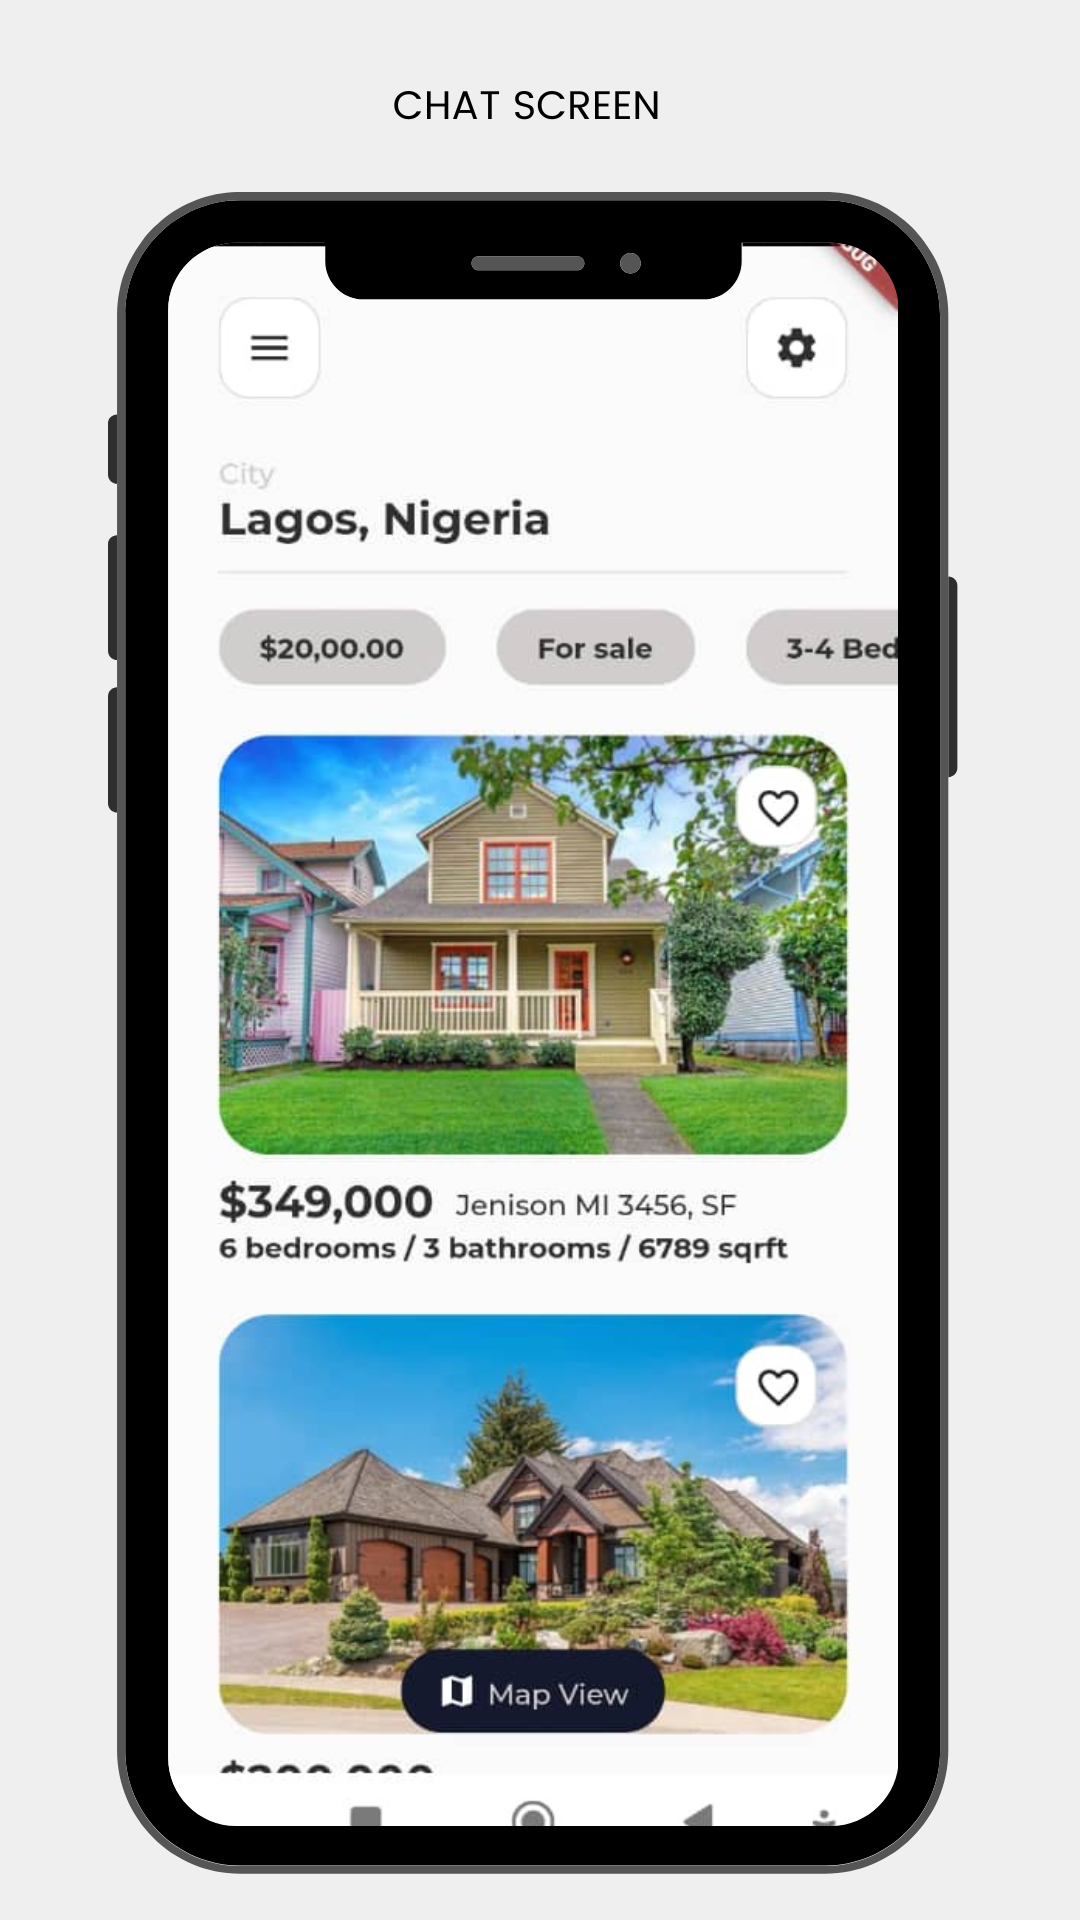 CHAT SCREEN
City
Lagos, Nigeria
$20,00.00 For sale 3-4 Bed
$349,000 Jenison MI 3456, SF
6 bedrooms / 3 bathrooms / 6789 sqrft
Map View